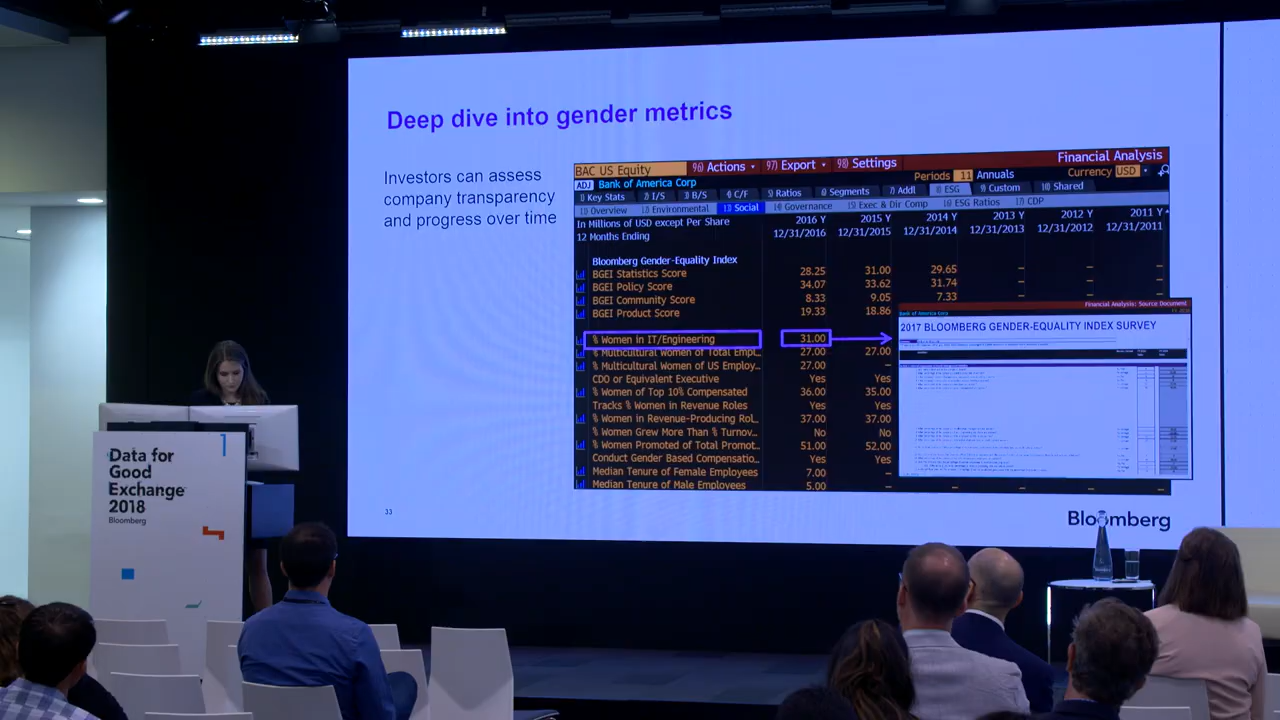 Deep dive into gender metrics
Investors can assess
company transparency
and progress over time
BAC US Equity 96) Actions 97) Export 98) Settings Financial Analysis
ADJ Bank of America Corp Periods 11 Annuals Currency USD
1) Key Stats 2) I/S 3) B/S 4) C/F 5) Ratios 6) Segments 7) Addl 8) ESG 9) Custom 10) Shared
11) Overview 12) Environmental 13) Social 14) Governance 15) Exec & Dir Comp 16) ESG Ratios 17) CDP
In Millions of USD except Per Share 2016 Y 2015 Y 2014 Y 2013 Y 2012 Y 2011 Y
12 Months Ending 12/31/2016 12/31/2015 12/31/2014 12/31/2013 12/31/2012 12/31/2011
Bloomberg Gender-Equality Index
BGEI Statistics Score 28.25 31.00 29.65 – – –
BGEI Policy Score 34.07 33.62 31.74 – – –
BGEI Community Score 8.33 9.05 7.33
BGEI Product Score 19.33 18.86
% Women in IT/Engineering 31.00
% Multicultural Women of Total Empl... 27.00 27.00
% Multicultural Women of US Employ... 27.00 –
CDO or Equivalent Executive Yes Yes
% Women of Top 10% Compensated 36.00 35.00
Tracks % Women in Revenue Roles Yes Yes
% Women in Revenue-Producing Rol... 37.00 37.00
% Women Grew More Than % Turnov... No No
% Women Promoted of Total Promot... 51.00 52.00
Conduct Gender Based Compensatio... Yes Yes
Median Tenure of Female Employees 7.00 –
Median Tenure of Male Employees 5.00 – – – – –
Financial Analysis: Source Document
Bank of America Corp
2017 BLOOMBERG GENDER-EQUALITY INDEX SURVEY
33
Bloomberg
Data for
Good
Exchange
2018
Bloomberg